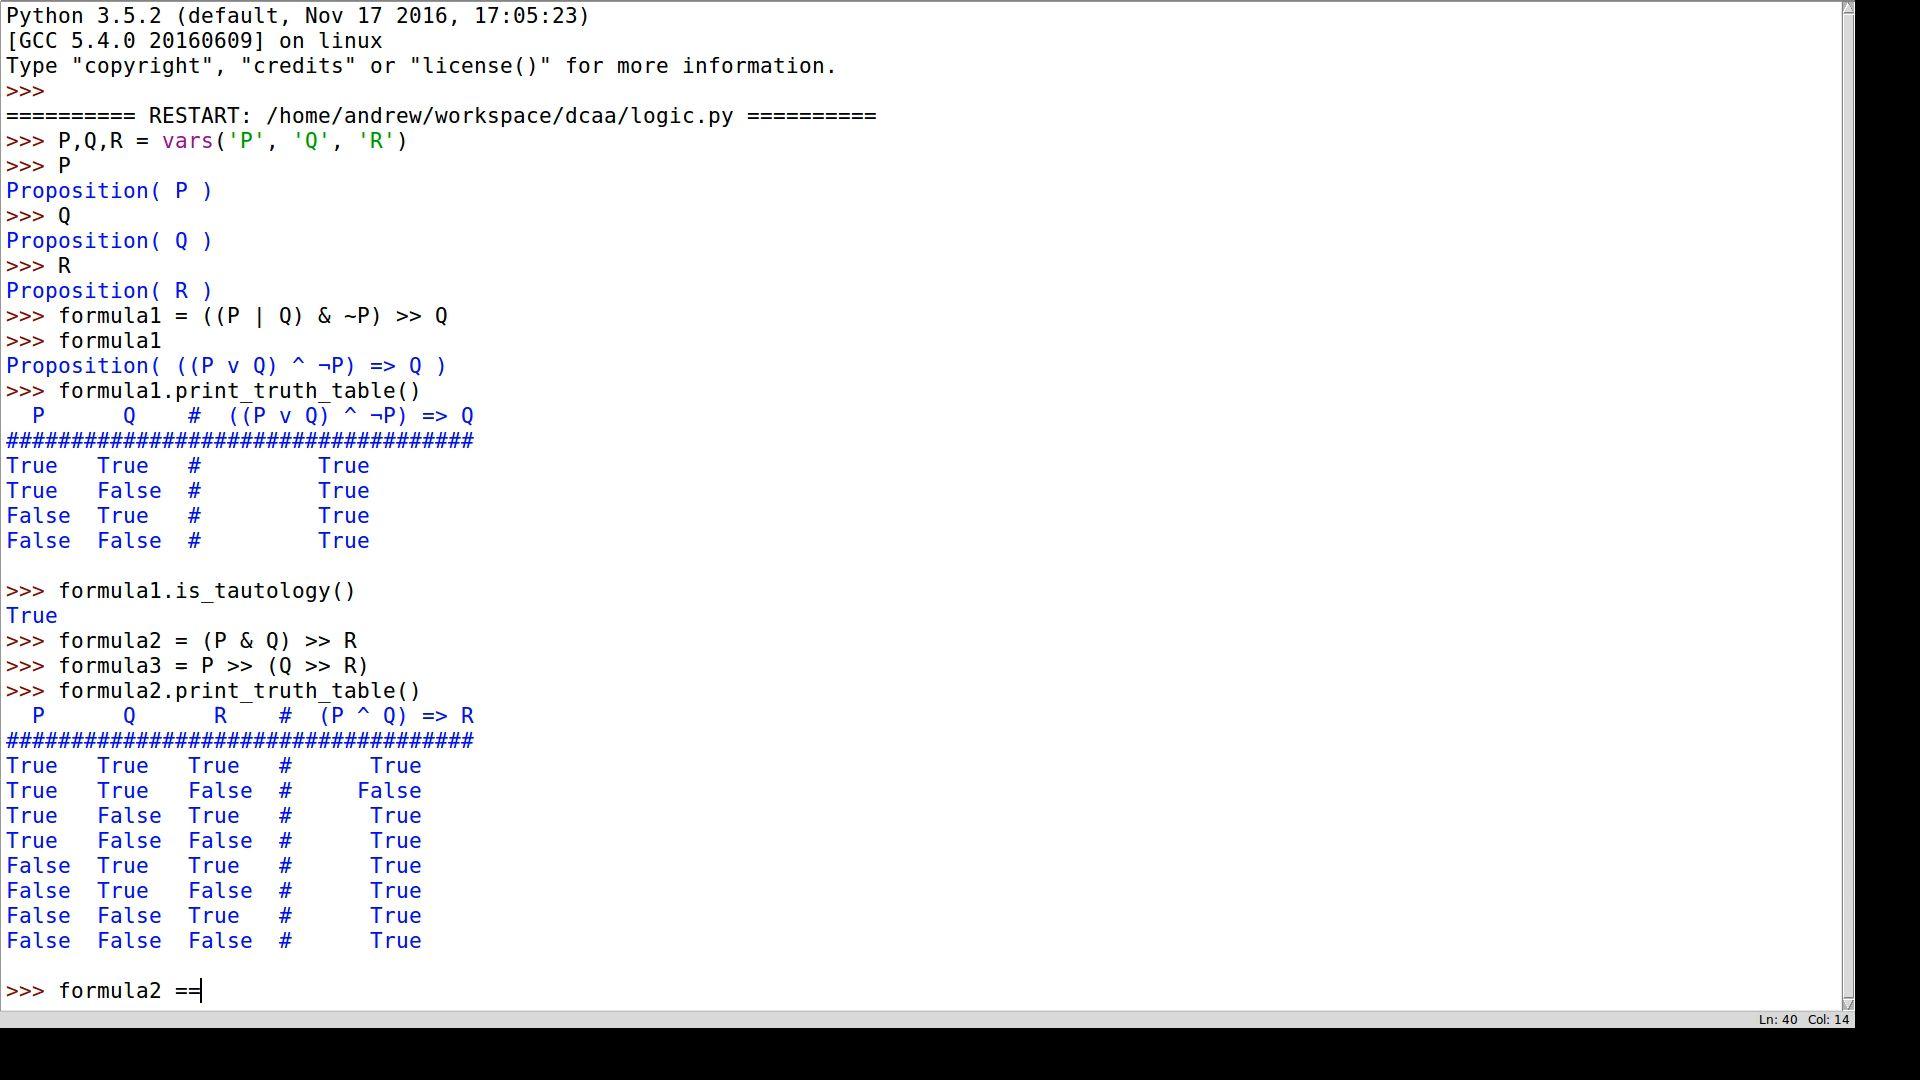 Python 3.5.2 (default, Nov 17 2016, 17:05:23)
[GCC 5.4.0 20160609] on linux
Type "copyright", "credits" or "license()" for more information.
>>>
========== RESTART: /home/andrew/workspace/dcaa/logic.py ==========
>>> P,Q,R = vars('P', 'Q', 'R')
>>> P
Proposition( P )
>>> Q
Proposition( Q )
>>> R
Proposition( R )
>>> formula1 = ((P | Q) & ~P) >> Q
>>> formula1
Proposition( ((P v Q) ^ ¬P) => Q )
>>> formula1.print_truth_table()
  P      Q    #  ((P v Q) ^ ¬P) => Q
####################################
True   True   #         True
True   False  #         True
False  True   #         True
False  False  #         True
>>> formula1.is_tautology()
True
>>> formula2 = (P & Q) >> R
>>> formula3 = P >> (Q >> R)
>>> formula2.print_truth_table()
  P      Q      R    #  (P ^ Q) => R
####################################
True   True   True   #      True
True   True   False  #     False
True   False  True   #      True
True   False  False  #      True
False  True   True   #      True
False  True   False  #      True
False  False  True   #      True
False  False  False  #      True
>>> formula2 ==
Ln: 40 Col: 14